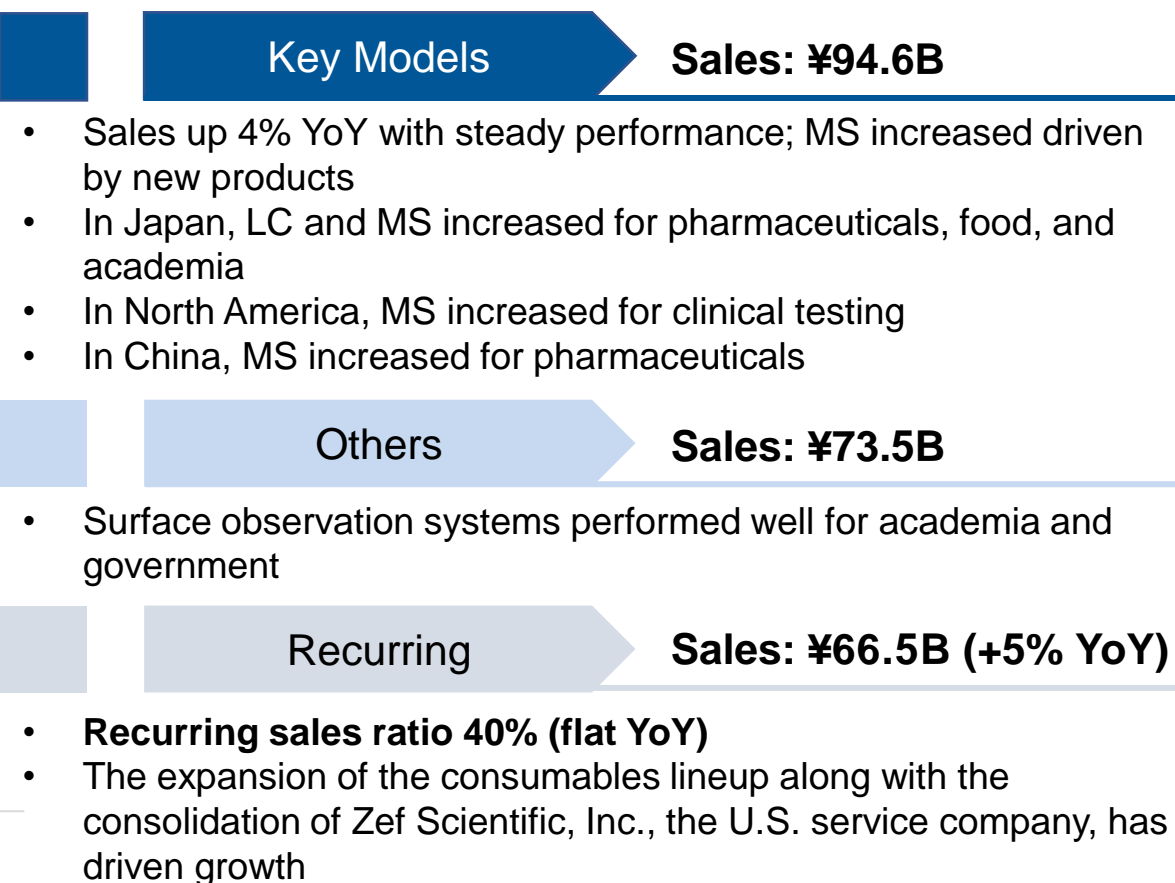 Key Models
Sales: ¥94.6B
• Sales up 4% YoY with steady performance; MS increased driven
by new products
• In Japan, LC and MS increased for pharmaceuticals, food, and
academia
• In North America, MS increased for clinical testing
• In China, MS increased for pharmaceuticals
Others
Sales: ¥73.5B
• Surface observation systems performed well for academia and
government
Recurring
Sales: ¥66.5B (+5% YoY)
• Recurring sales ratio 40% (flat YoY)
• The expansion of the consumables lineup along with the
consolidation of Zef Scientific, Inc., the U.S. service company, has
driven growth